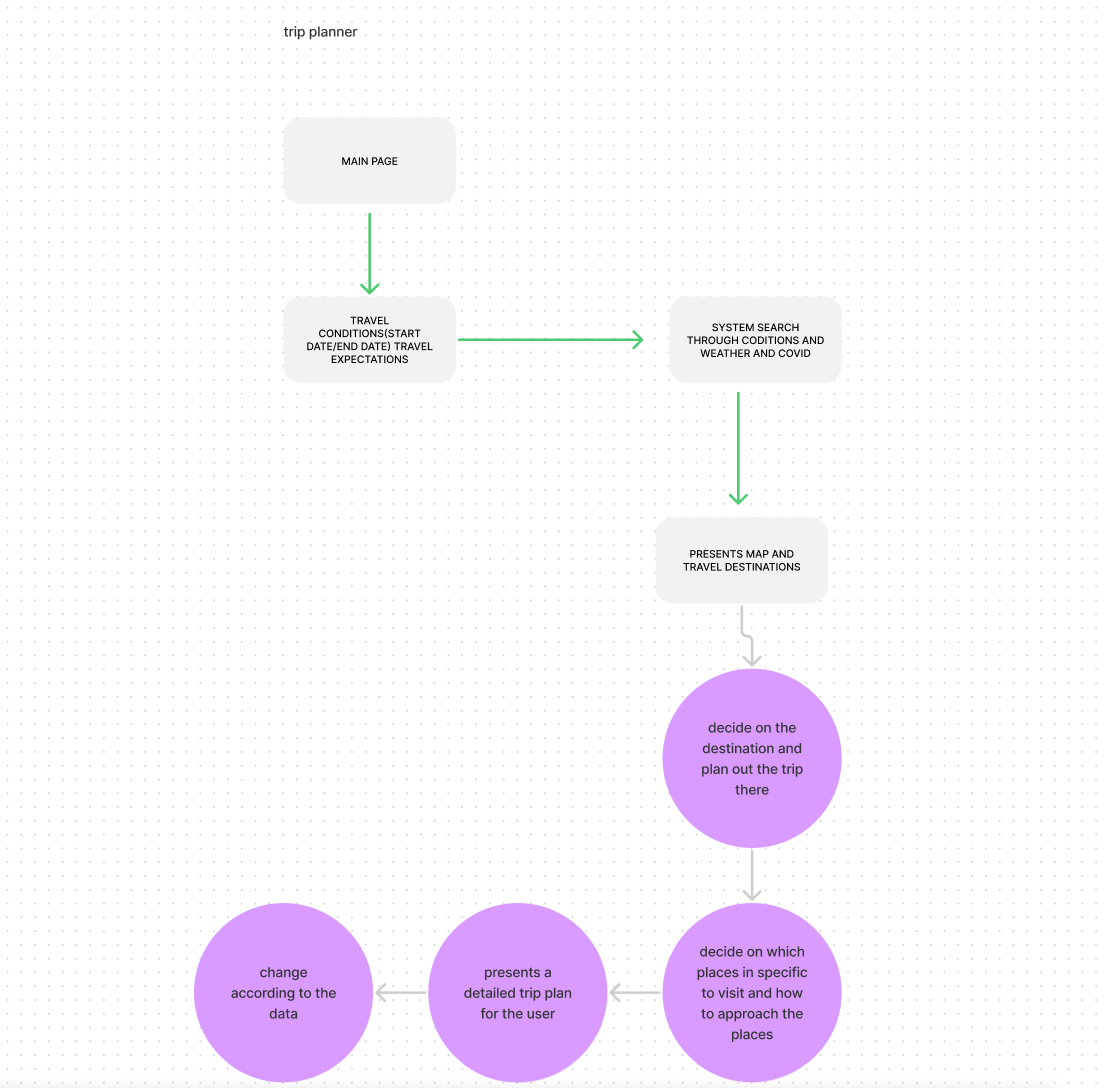 trip planner
MAIN PAGE
TRAVEL
CONDITIONS(START
DATE/END DATE) TRAVEL
EXPECTATIONS
SYSTEM SEARCH
THROUGH CODITIONS AND
WEATHER AND COVID
PRESENTS MAP AND
TRAVEL DESTINATIONS
decide on the
destination and
plan out the trip
there
decide on which
places in specific
to visit and how
to approach the
places
presents a
detailed trip plan
for the user
change
according to the
data